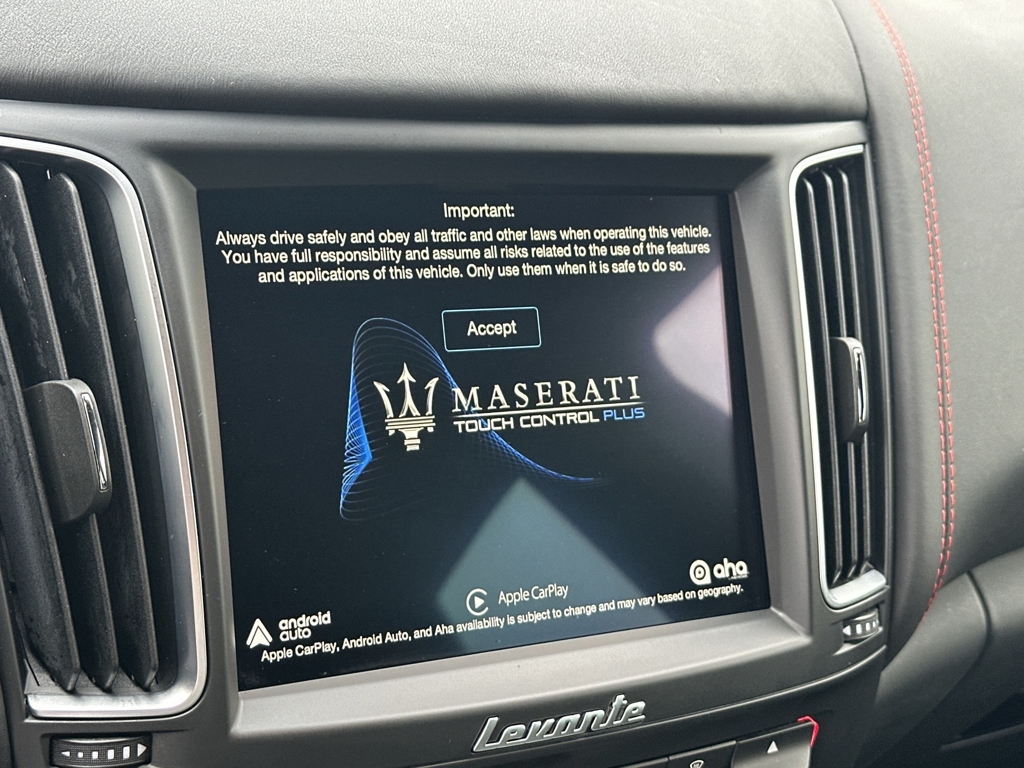 Important:
Always drive safely and obey all traffic and other laws when operating this vehicle.
You have full responsibility and assume all risks related to the use of the features
and applications of this vehicle. Only use them when it is safe to do so.
Accept
MASERATI
TOUCH CONTROL PLUS
android
auto
Apple CarPlay
aha
Apple CarPlay, Android Auto, and Aha availability is subject to change and may vary based on geography.
Levante